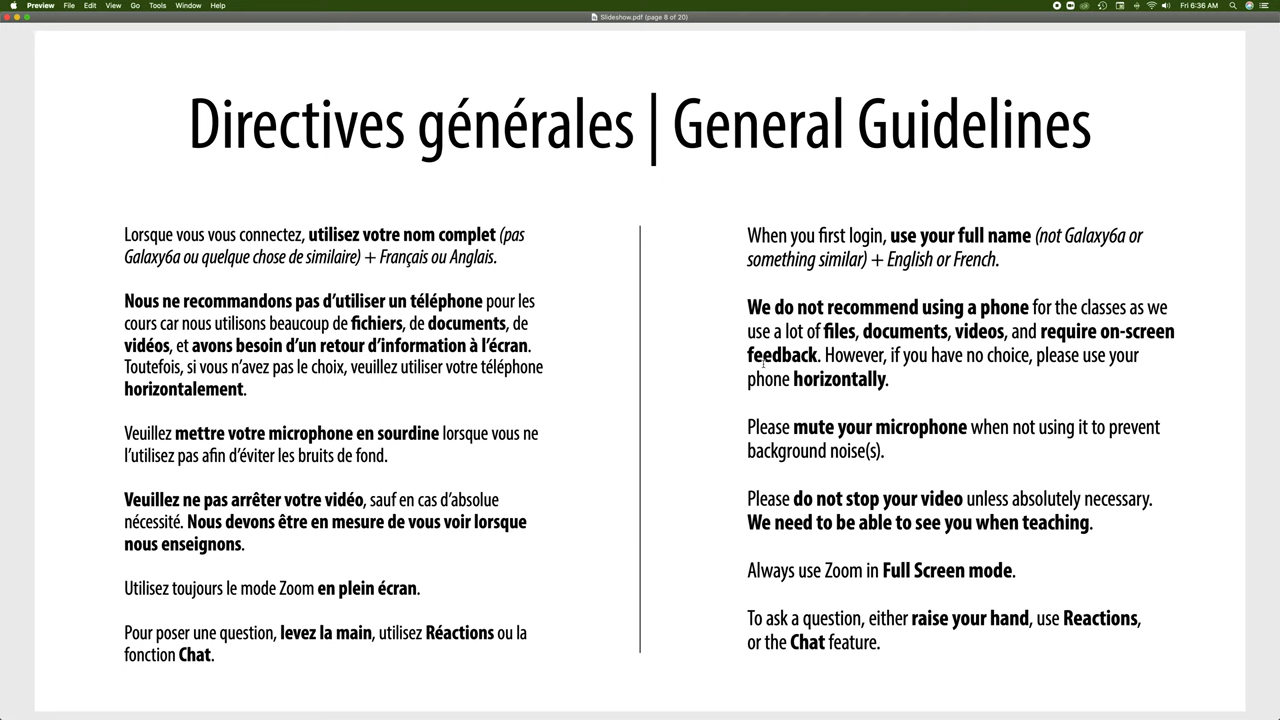 Preview File Edit View Go Tools Window Help
Fri 6:36 AM
Slideshow.pdf (page 8 of 20)
Directives générales | General Guidelines
Lorsque vous vous connectez, utilisez votre nom complet (pas
Galaxy6a ou quelque chose de similaire) + Français ou Anglais.
Nous ne recommandons pas d’utiliser un téléphone pour les
cours car nous utilisons beaucoup de fichiers, de documents, de
vidéos, et avons besoin d’un retour d’information à l’écran.
Toutefois, si vous n’avez pas le choix, veuillez utiliser votre téléphone
horizontalement.
Veuillez mettre votre microphone en sourdine lorsque vous ne
l’utilisez pas afin d’éviter les bruits de fond.
Veuillez ne pas arrêter votre vidéo, sauf en cas d’absolue
nécessité. Nous devons être en mesure de vous voir lorsque
nous enseignons.
Utilisez toujours le mode Zoom en plein écran.
Pour poser une question, levez la main, utilisez Réactions ou la
fonction Chat.
When you first login, use your full name (not Galaxy6a or
something similar) + English or French.
We do not recommend using a phone for the classes as we
use a lot of files, documents, videos, and require on-screen
feedback. However, if you have no choice, please use your
phone horizontally.
Please mute your microphone when not using it to prevent
background noise(s).
Please do not stop your video unless absolutely necessary.
We need to be able to see you when teaching.
Always use Zoom in Full Screen mode.
To ask a question, either raise your hand, use Reactions,
or the Chat feature.